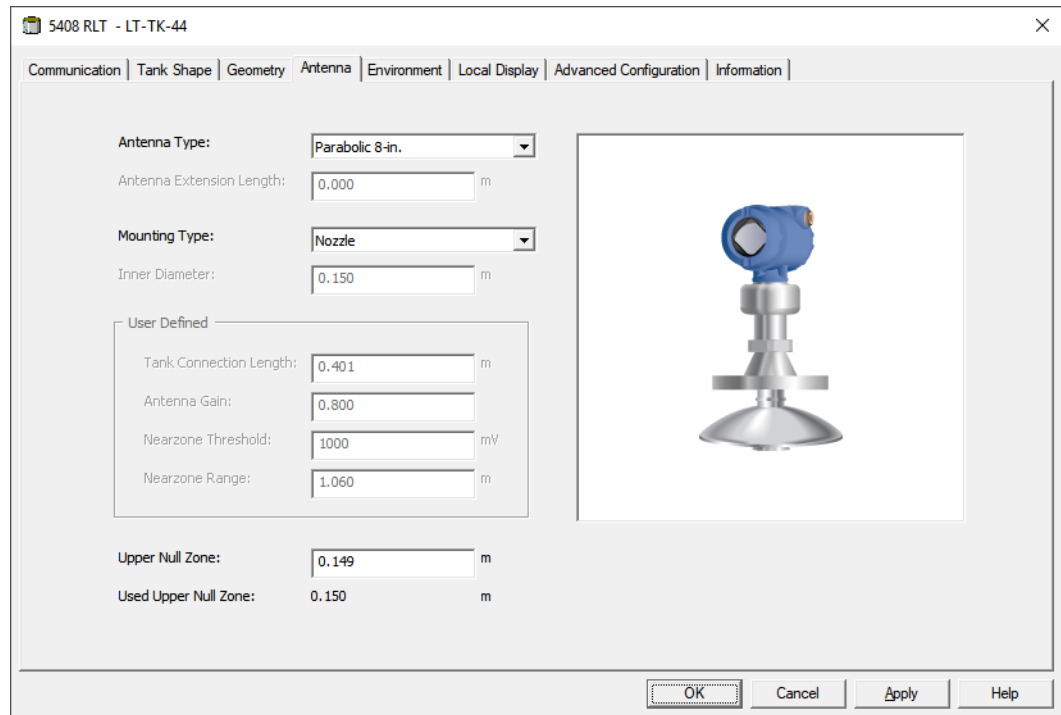 5408 RLT - LT-TK-44
Communication Tank Shape Geometry Antenna Environment Local Display Advanced Configuration Information
Antenna Type: Parabolic 8-in.
Antenna Extension Length: 0.000 m
Mounting Type: Nozzle
Inner Diameter: 0.150 m
User Defined
Tank Connection Length: 0.401 m
Antenna Gain: 0.800
Nearzone Threshold: 1000 mV
Nearzone Range: 1.060 m
Upper Null Zone: 0.149 m
Used Upper Null Zone: 0.150 m
OK Cancel Apply Help